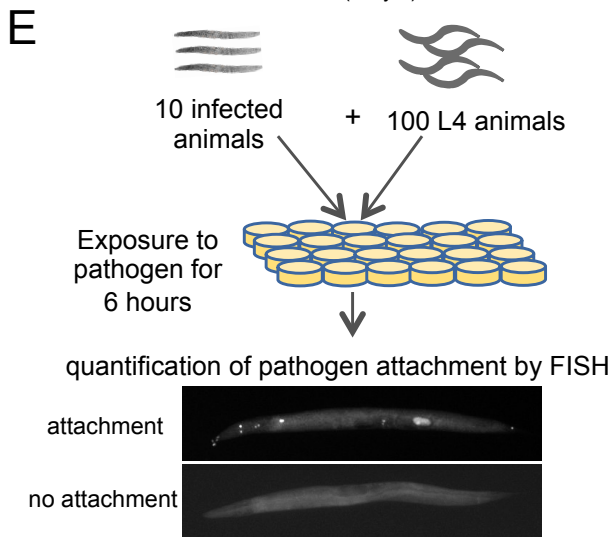 E
10 infected
animals
+
100 L4 animals
Exposure to
pathogen for
6 hours
quantification of pathogen attachment by FISH
attachment
no attachment